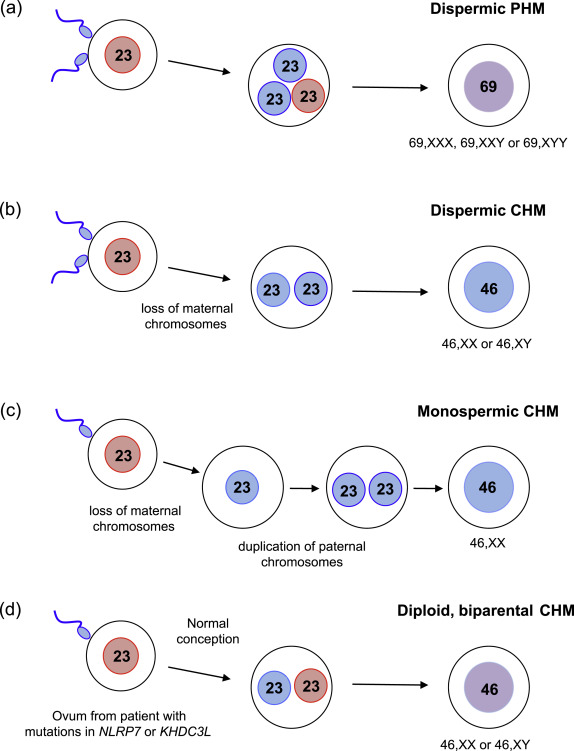 (a)
Dispermic PHM
23
23
23 23
69
69,XXX, 69,XXY or 69,XYY
(b)
Dispermic CHM
23
loss of maternal
chromosomes
23 23
46
46,XX or 46,XY
(c)
Monospermic CHM
23
loss of maternal
chromosomes
23
23 23
duplication of paternal
chromosomes
46
46,XX
(d)
Diploid, biparental CHM
23
Normal
conception
23 23
46
Ovum from patient with
mutations in NLRP7 or KHDC3L
46,XX or 46,XY